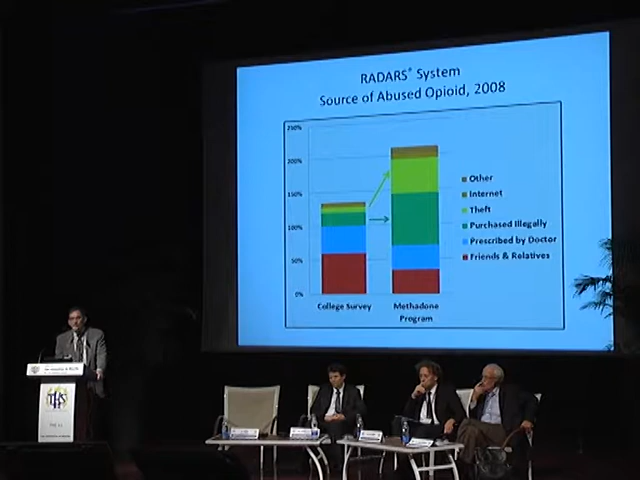 RADARS® System
Source of Abused Opioid, 2008
250%
200%
150%
100%
50%
0%
College Survey
Methadone
Program
Other
Internet
Theft
Purchased Illegally
Prescribed by Doctor
Friends & Relatives